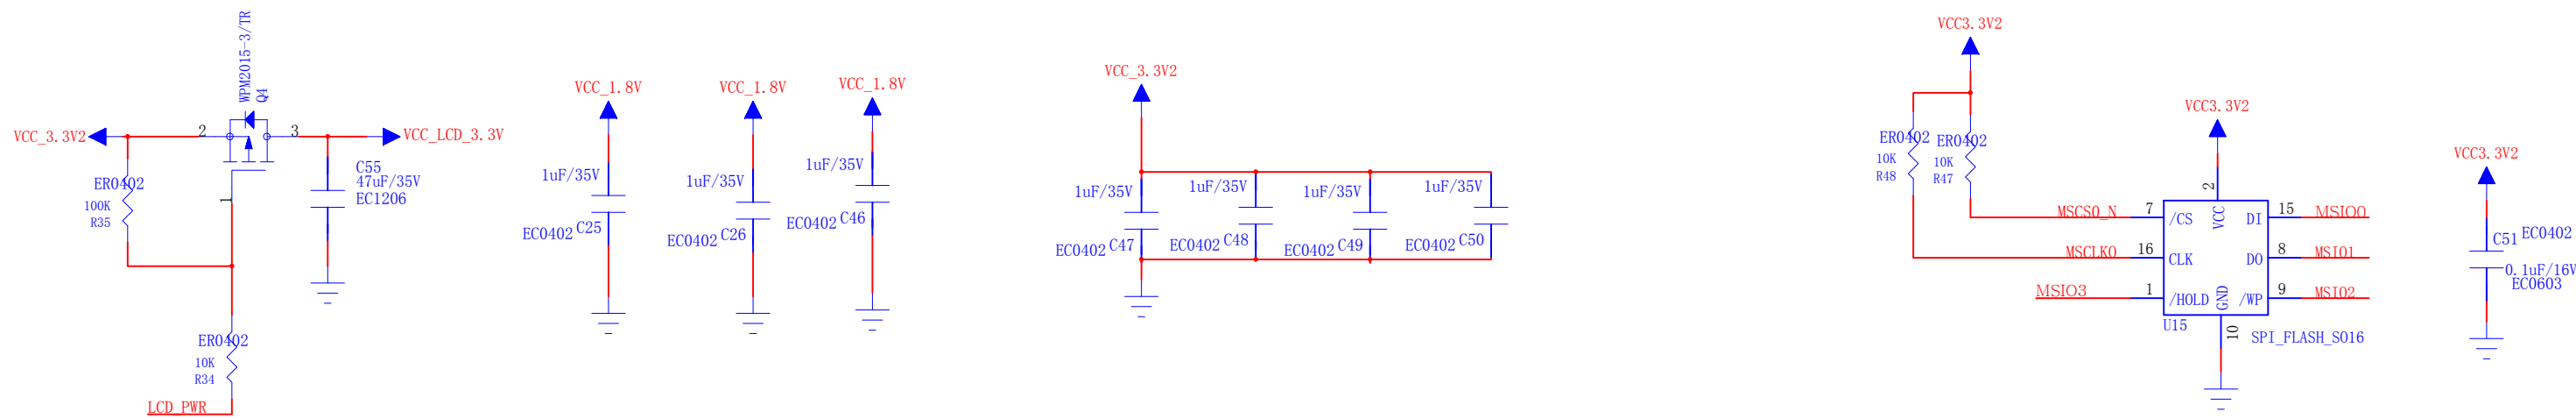 WPM2015-3/TR
Q4
VCC_3.3V2
2
3
VCC_LCD_3.3V
1
ER0402
100K
R35
C55
47uF/35V
EC1206
ER0402
10K
R34
LCD_PWR
VCC_1.8V
1uF/35V
EC0402
C25
VCC_1.8V
1uF/35V
EC0402
C26
VCC_1.8V
1uF/35V
EC0402
C46
VCC_3.3V2
1uF/35V
EC0402
C47
1uF/35V
EC0402
C48
1uF/35V
EC0402
C49
1uF/35V
EC0402
C50
VCC3.3V2
ER0402
10K
R48
ER0402
10K
R47
VCC3.3V2
2
VCC
MSCS0_N
7
/CS
MSCLK0
16
CLK
MSIO3
1
/HOLD
DI
15
MSIO0
DO
8
MSIO1
/WP
9
MSIO2
GND
10
U15
SPI_FLASH_SO16
VCC3.3V2
C51
EC0402
0.1uF/16V
EC0603